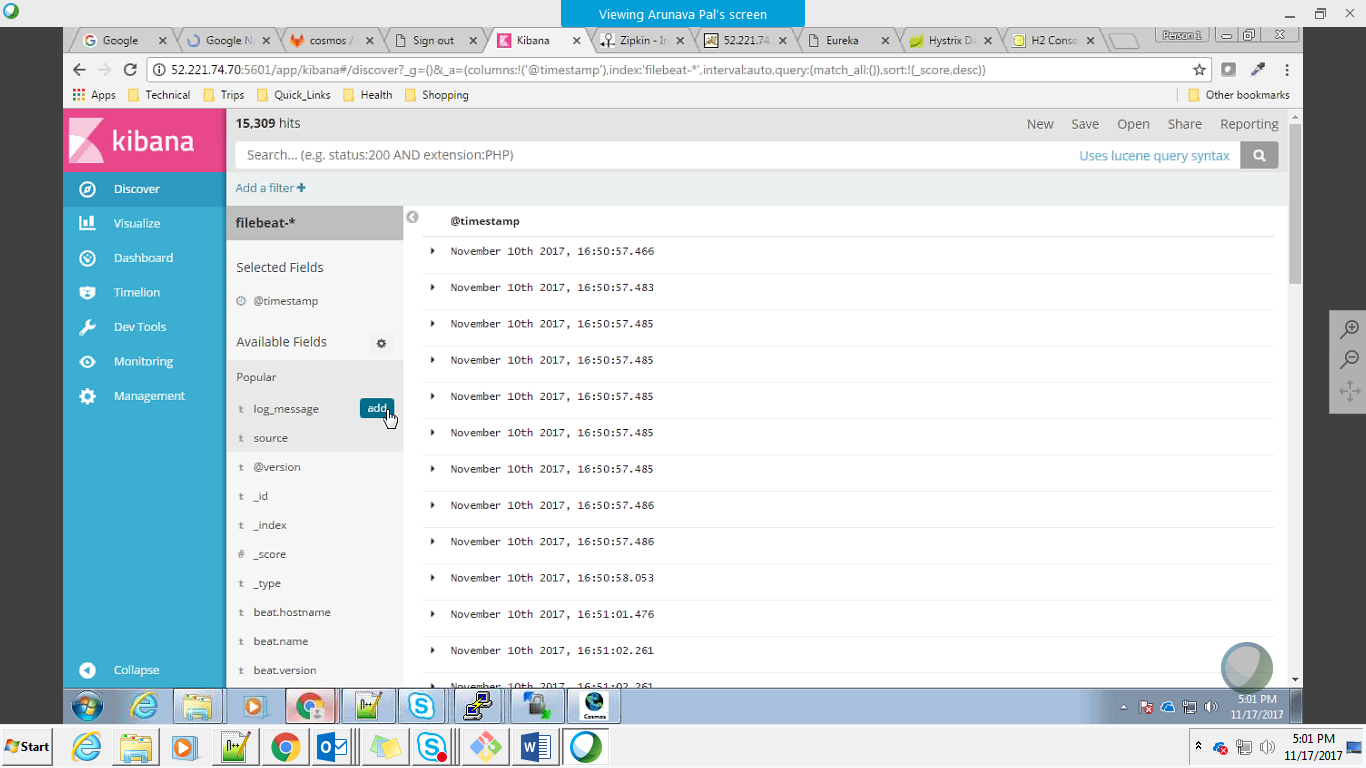 Viewing Arunava Pal's screen
Google
Google N
cosmos /
Sign out
Kibana
Zipkin - In
52.221.74
Eureka
Hystrix Da
H2 Conso
Person 1
52.221.74.70:5601/app/kibana#/discover?_g=()&_a=(columns:!('@timestamp'),index:'filebeat-*',interval:auto,query:(match_all:{}),sort:!(_score,desc))
Apps
Technical
Trips
Quick_Links
Health
Shopping
Other bookmarks
kibana
15,309 hits
New
Save
Open
Share
Reporting
Search... (e.g. status:200 AND extension:PHP)
Uses lucene query syntax
Add a filter +
Discover
Visualize
Dashboard
Timelion
Dev Tools
Monitoring
Management
Collapse
filebeat-*
Selected Fields
@timestamp
Available Fields
Popular
t log_message
add
t source
t @version
t _id
t _index
# _score
t _type
t beat.hostname
t beat.name
t beat.version
@timestamp
November 10th 2017, 16:50:57.466
November 10th 2017, 16:50:57.483
November 10th 2017, 16:50:57.485
November 10th 2017, 16:50:57.485
November 10th 2017, 16:50:57.485
November 10th 2017, 16:50:57.485
November 10th 2017, 16:50:57.485
November 10th 2017, 16:50:57.486
November 10th 2017, 16:50:57.486
November 10th 2017, 16:50:58.053
November 10th 2017, 16:51:01.476
November 10th 2017, 16:51:02.261
November 10th 2017, 16:51:02.261
Cosmos
5:01 PM
11/17/2017
Start
5:01 PM
11/17/2017